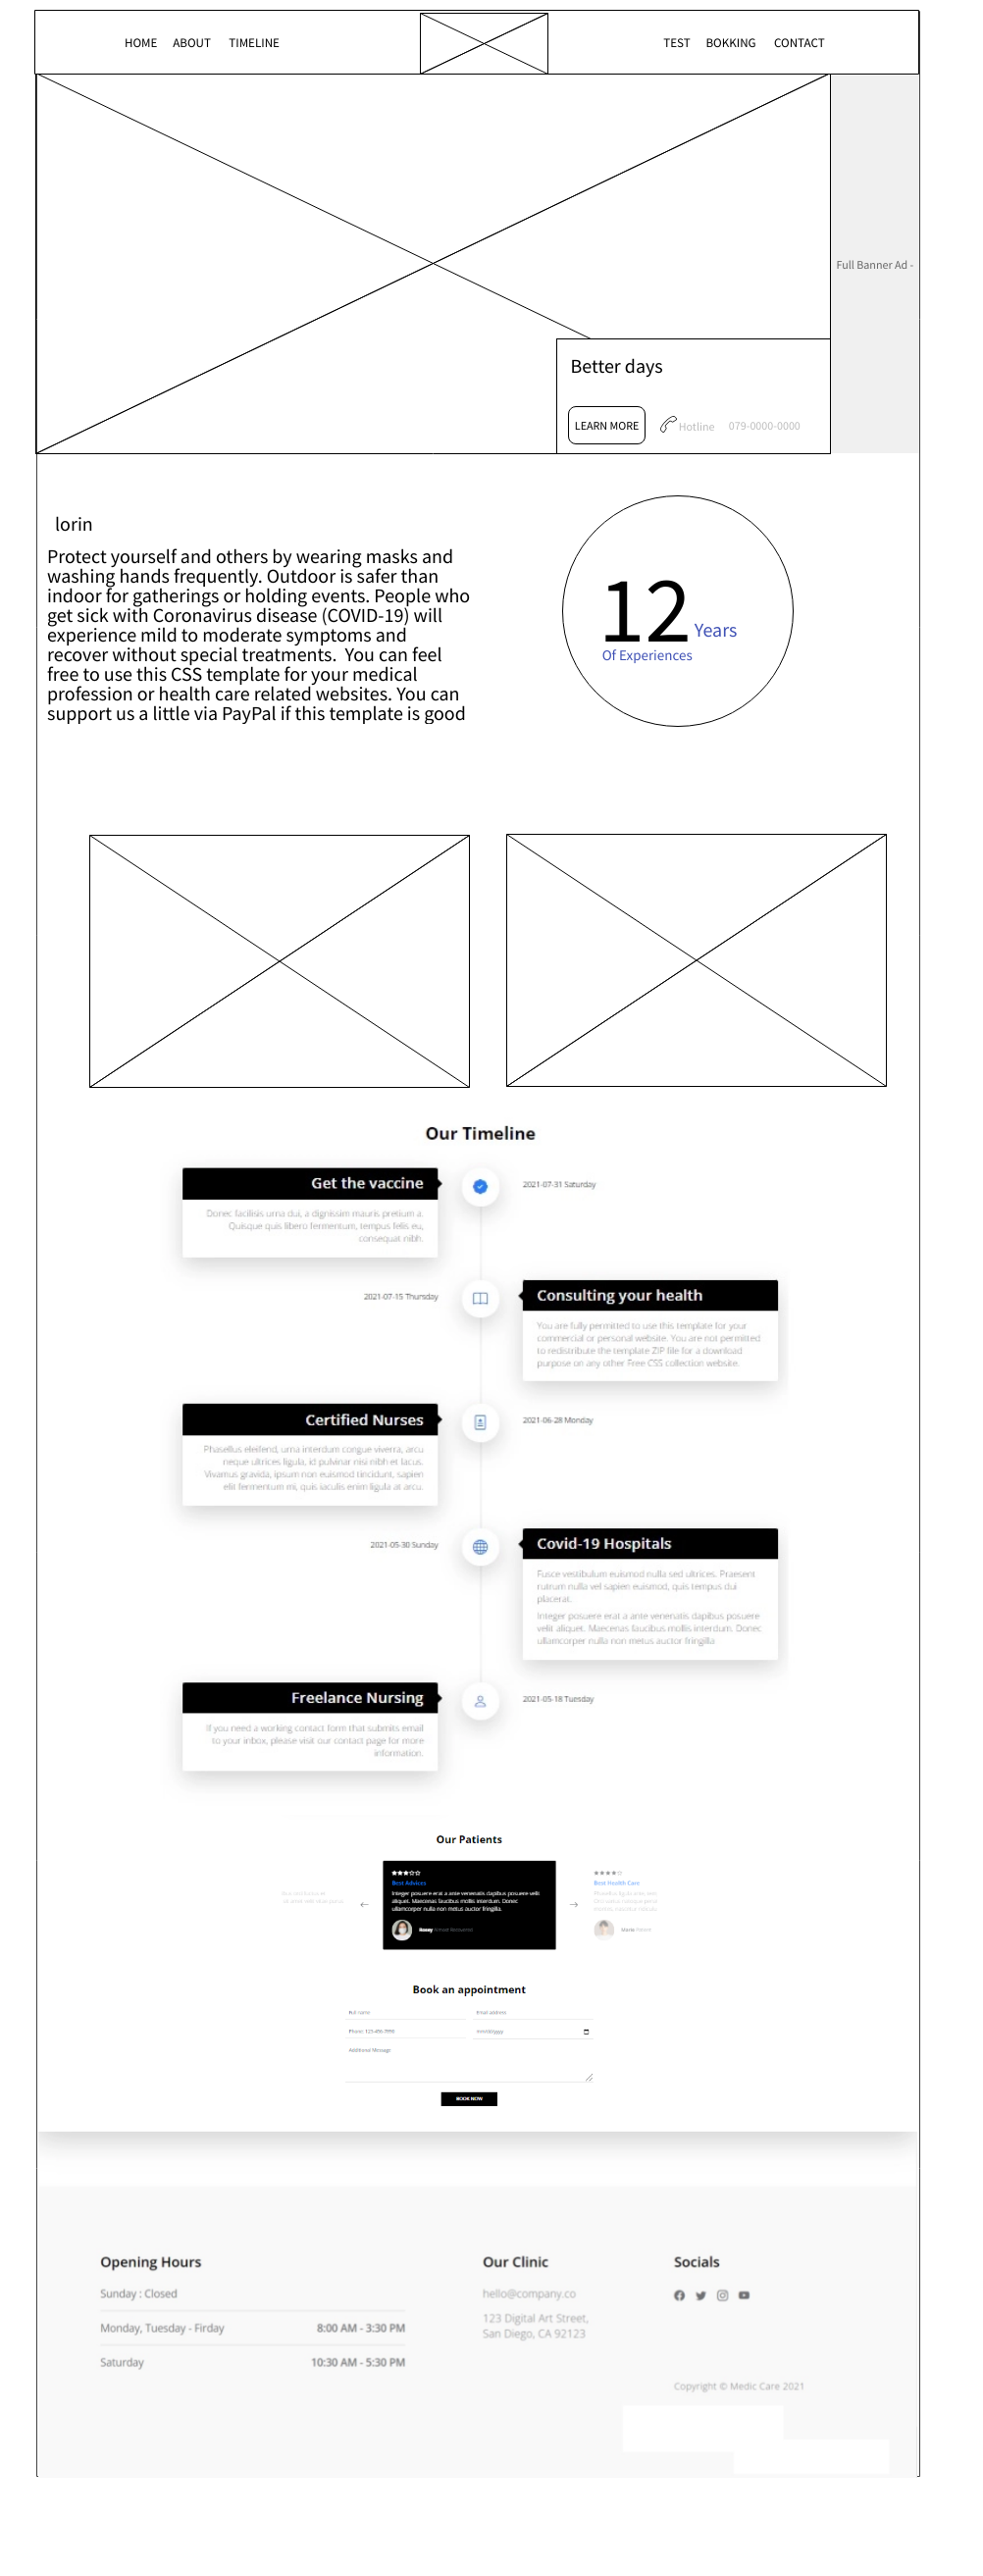 HOME ABOUT TIMELINE TEST BOKKING CONTACT
Full Banner Ad -
Better days
LEARN MORE Hotline 079-0000-0000
lorin
Protect yourself and others by wearing masks and
washing hands frequently. Outdoor is safer than
indoor for gatherings or holding events. People who
get sick with Coronavirus disease (COVID-19) will
experience mild to moderate symptoms and
recover without special treatments. You can feel
free to use this CSS template for your medical
profession or health care related websites. You can
support us a little via PayPal if this template is good
12 Years
Of Experiences
Our Timeline
Get the vaccine
2021-07-31 Saturday
Donec facilisis urna dui, a dignissim mauris pretium a.
Quisque quis libero fermentum, tempus felis eu,
consequat nibh.
2021-07-15 Thursday
Consulting your health
You are fully permitted to use this template for your
commercial or personal website. You are not permitted
to redistribute the template ZIP file for a download
purpose on any other Free CSS collection website.
Certified Nurses
2021-06-28 Monday
Phasellus eleifend, urna interdum congue viverra, arcu
neque ultrices ligula, id pulvinar nisi nibh et lacus.
Vivamus gravida, ipsum non euismod tincidunt, sapien
elit fermentum mi, quis iaculis enim ligula at arcu.
2021-05-30 Sunday
Covid-19 Hospitals
Fusce vestibulum euismod nulla sed ultrices. Praesent
rutrum nulla vel sapien euismod, quis tempus dui
placerat.
Integer posuere erat a ante venenatis dapibus posuere
velit aliquet. Maecenas faucibus mollis interdum. Donec
ullamcorper nulla non metus auctor fringilla
Freelance Nursing
2021-05-18 Tuesday
If you need a working contact form that submits email
to your inbox, please visit our contact page for more
information.
Our Patients
Best Advices
Integer posuere erat a ante venenatis dapibus posuere velit
aliquet. Maecenas faucibus mollis interdum. Donec
ullamcorper nulla non metus auctor fringilla.
Best Health Care
Marie
Book an appointment
Full name
Email address
Phone: 123-456-7890
mm/dd/yyyy
Additional Message
BOOK NOW
Opening Hours
Sunday : Closed
Monday, Tuesday - Firday 8:00 AM - 3:30 PM
Saturday 10:30 AM - 5:30 PM
Our Clinic
hello@company.co
123 Digital Art Street,
San Diego, CA 92123
Socials
Copyright © Medic Care 2021